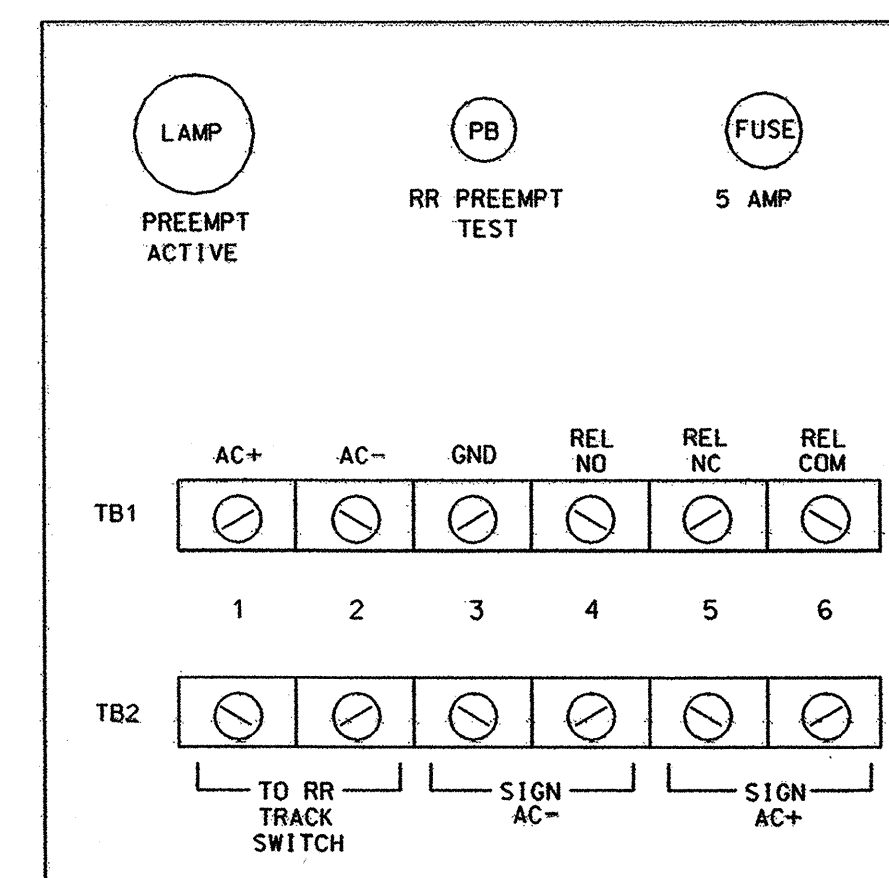 LAMP
PB
FUSE
PREEMPT
ACTIVE
RR PREEMPT
TEST
5 AMP
AC+
AC-
GND
REL
NO
REL
NC
REL
COM
TB1
1 2 3 4 5 6
TB2
TO RR
TRACK
SWITCH
SIGN
AC-
SIGN
AC+